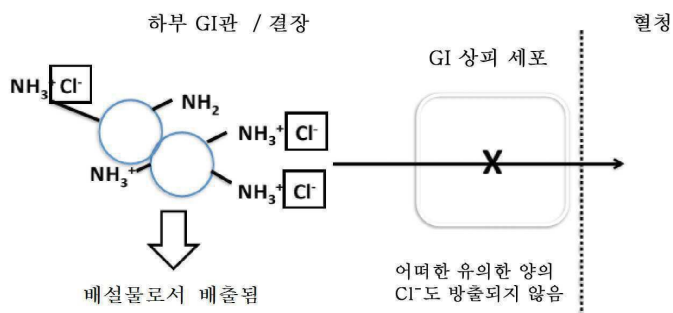 하부 GI관 / 결장
혈청
GI 상피 세포
NH₃⁺ Cl⁻
NH₂
NH₃⁺ Cl⁻
NH₃⁺
NH₃⁺ Cl⁻
X
배설물로서 배출됨
어떠한 유의한 양의
Cl⁻도 방출되지 않음